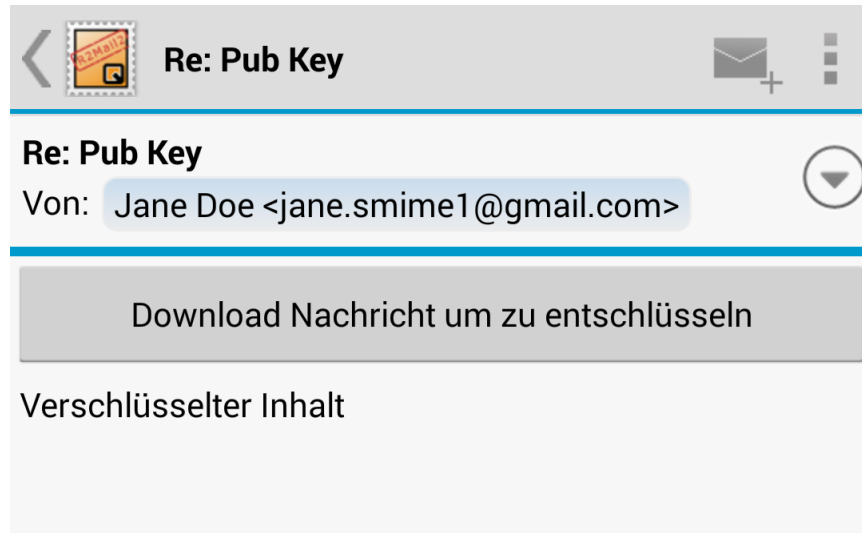 R2Mail2
Re: Pub Key
Re: Pub Key
Von: Jane Doe <jane.smime1@gmail.com>
Download Nachricht um zu entschlüsseln
Verschlüsselter Inhalt